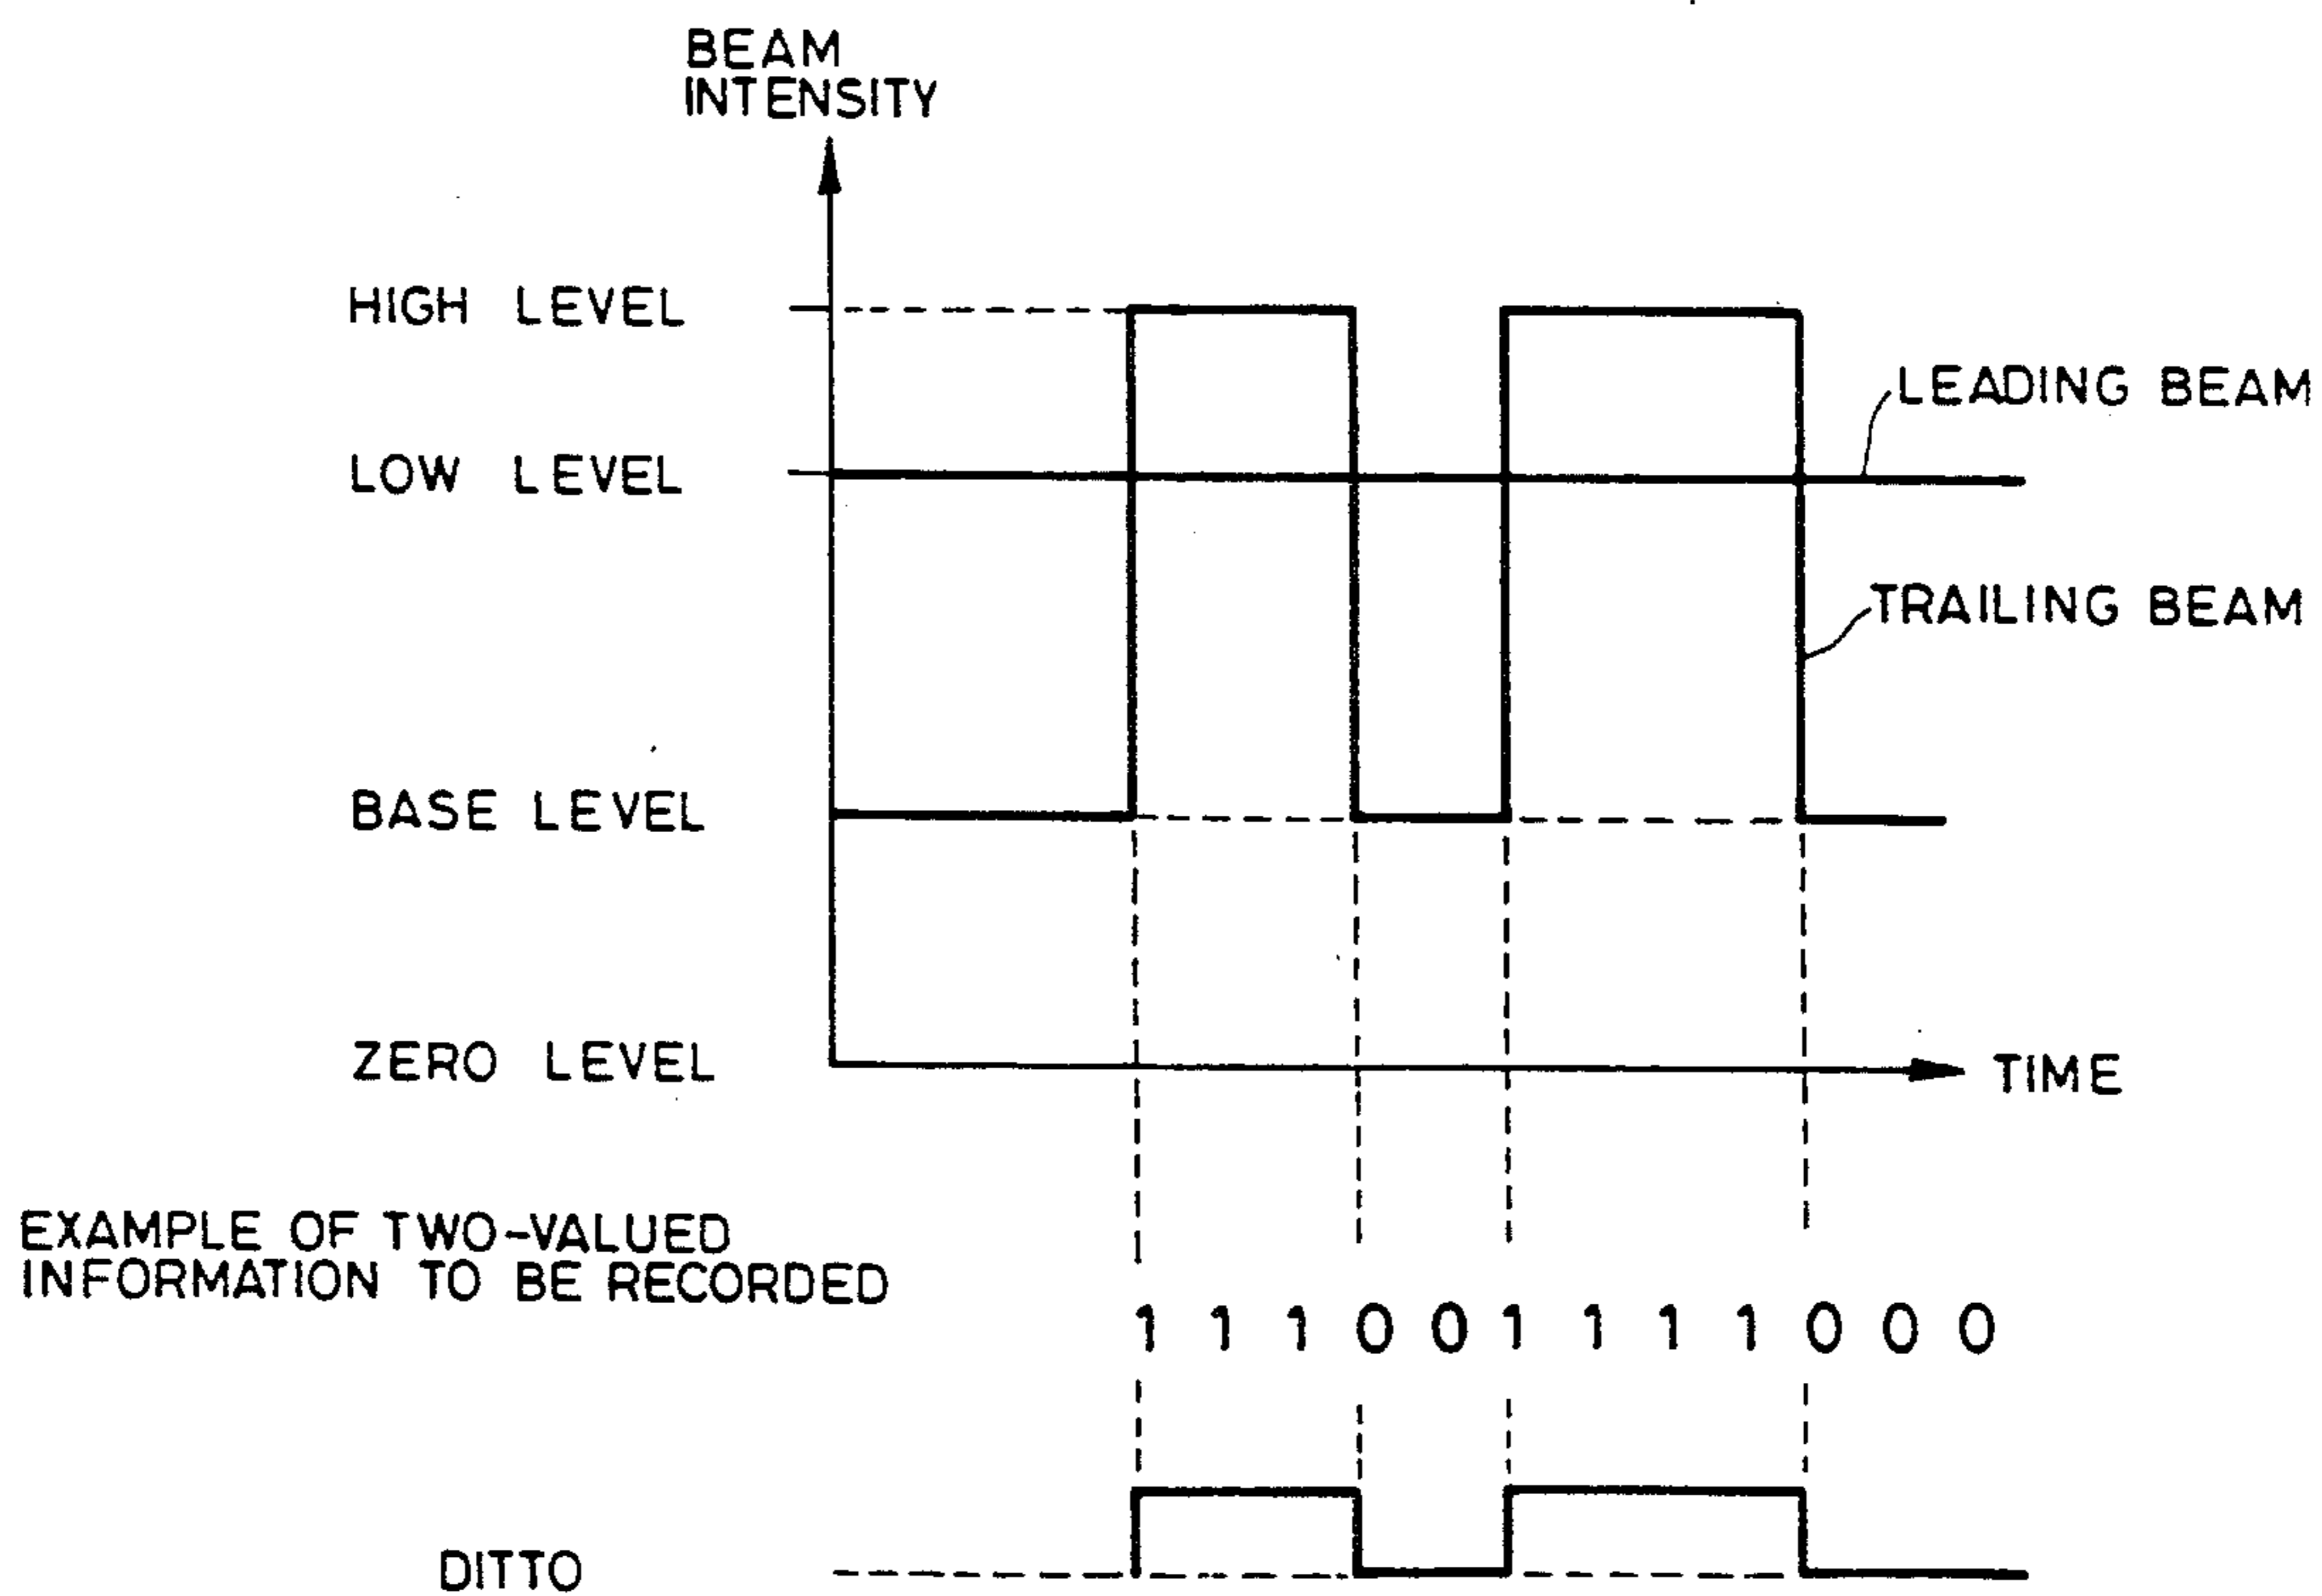 BEAM
INTENSITY
HIGH LEVEL
LEADING BEAM
LOW LEVEL
TRAILING BEAM
BASE LEVEL
ZERO LEVEL
TIME
EXAMPLE OF TWO-VALUED
INFORMATION TO BE RECORDED
1 1 1 0 0 1 1 1 1 0 0 0
DITTO